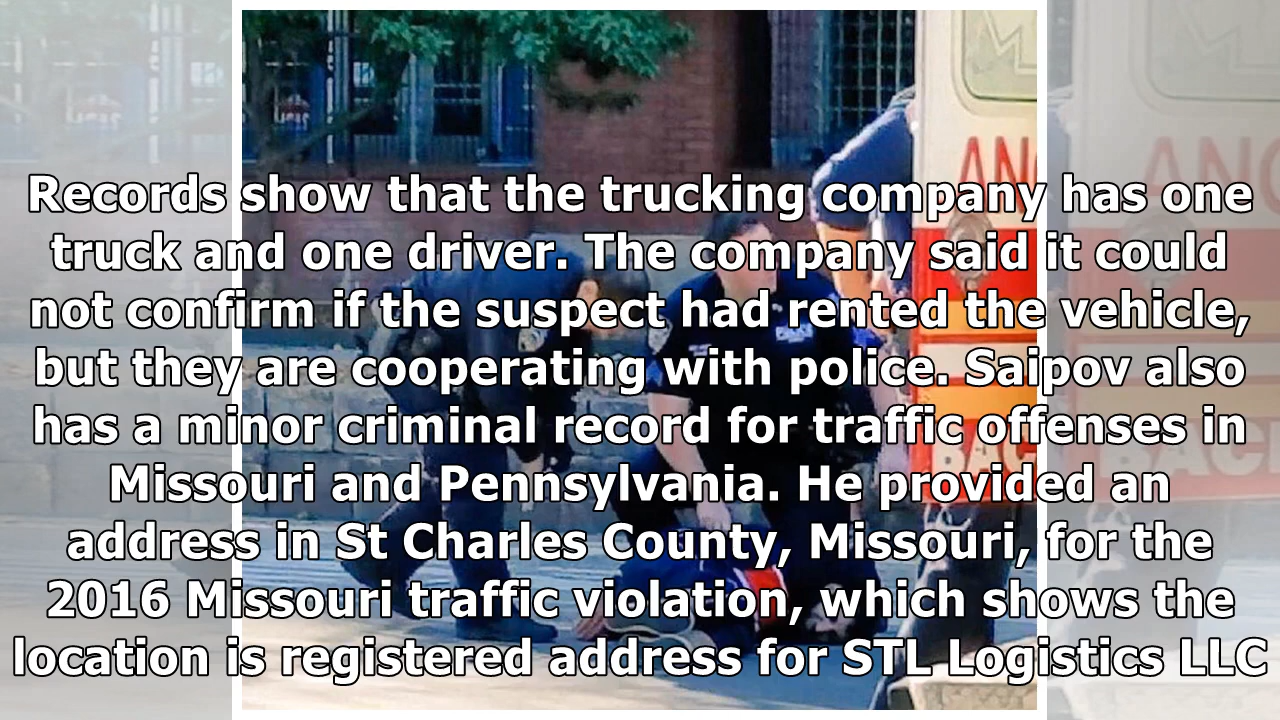 Records show that the trucking company has one
truck and one driver. The company said it could
not confirm if the suspect had rented the vehicle,
but they are cooperating with police. Saipov also
has a minor criminal record for traffic offenses in
Missouri and Pennsylvania. He provided an
address in St Charles County, Missouri, for the
2016 Missouri traffic violation, which shows the
location is registered address for STL Logistics LLC